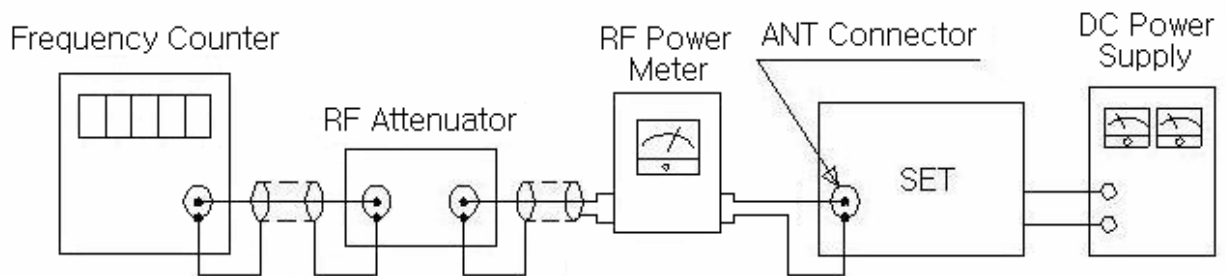 Frequency Counter
RF Attenuator
RF Power
Meter
ANT Connector
SET
DC Power
Supply